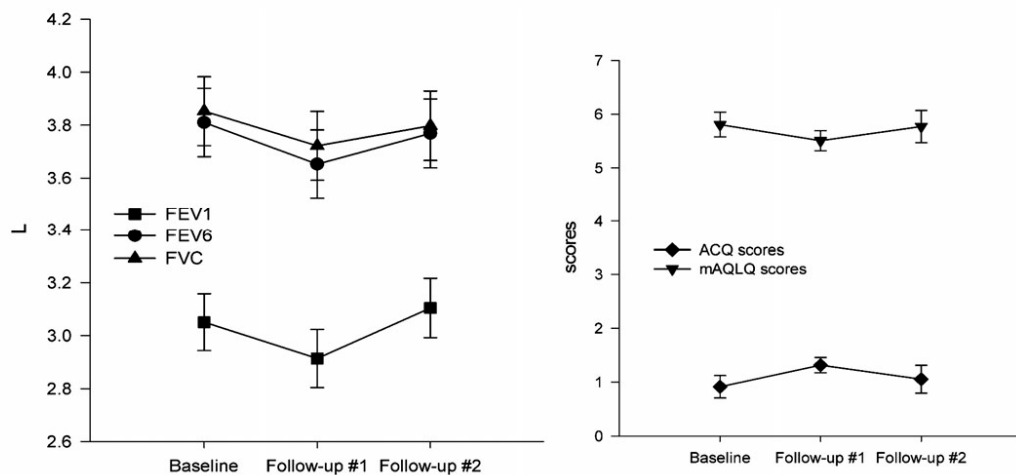 4.2
4.0
3.8
3.6
3.4
3.2
3.0
2.8
2.6
L
FEV1
FEV6
FVC
Baseline Follow-up #1 Follow-up #2
7
6
5
4
3
2
1
0
scores
ACQ scores
mAQLQ scores
Baseline Follow-up #1 Follow-up #2